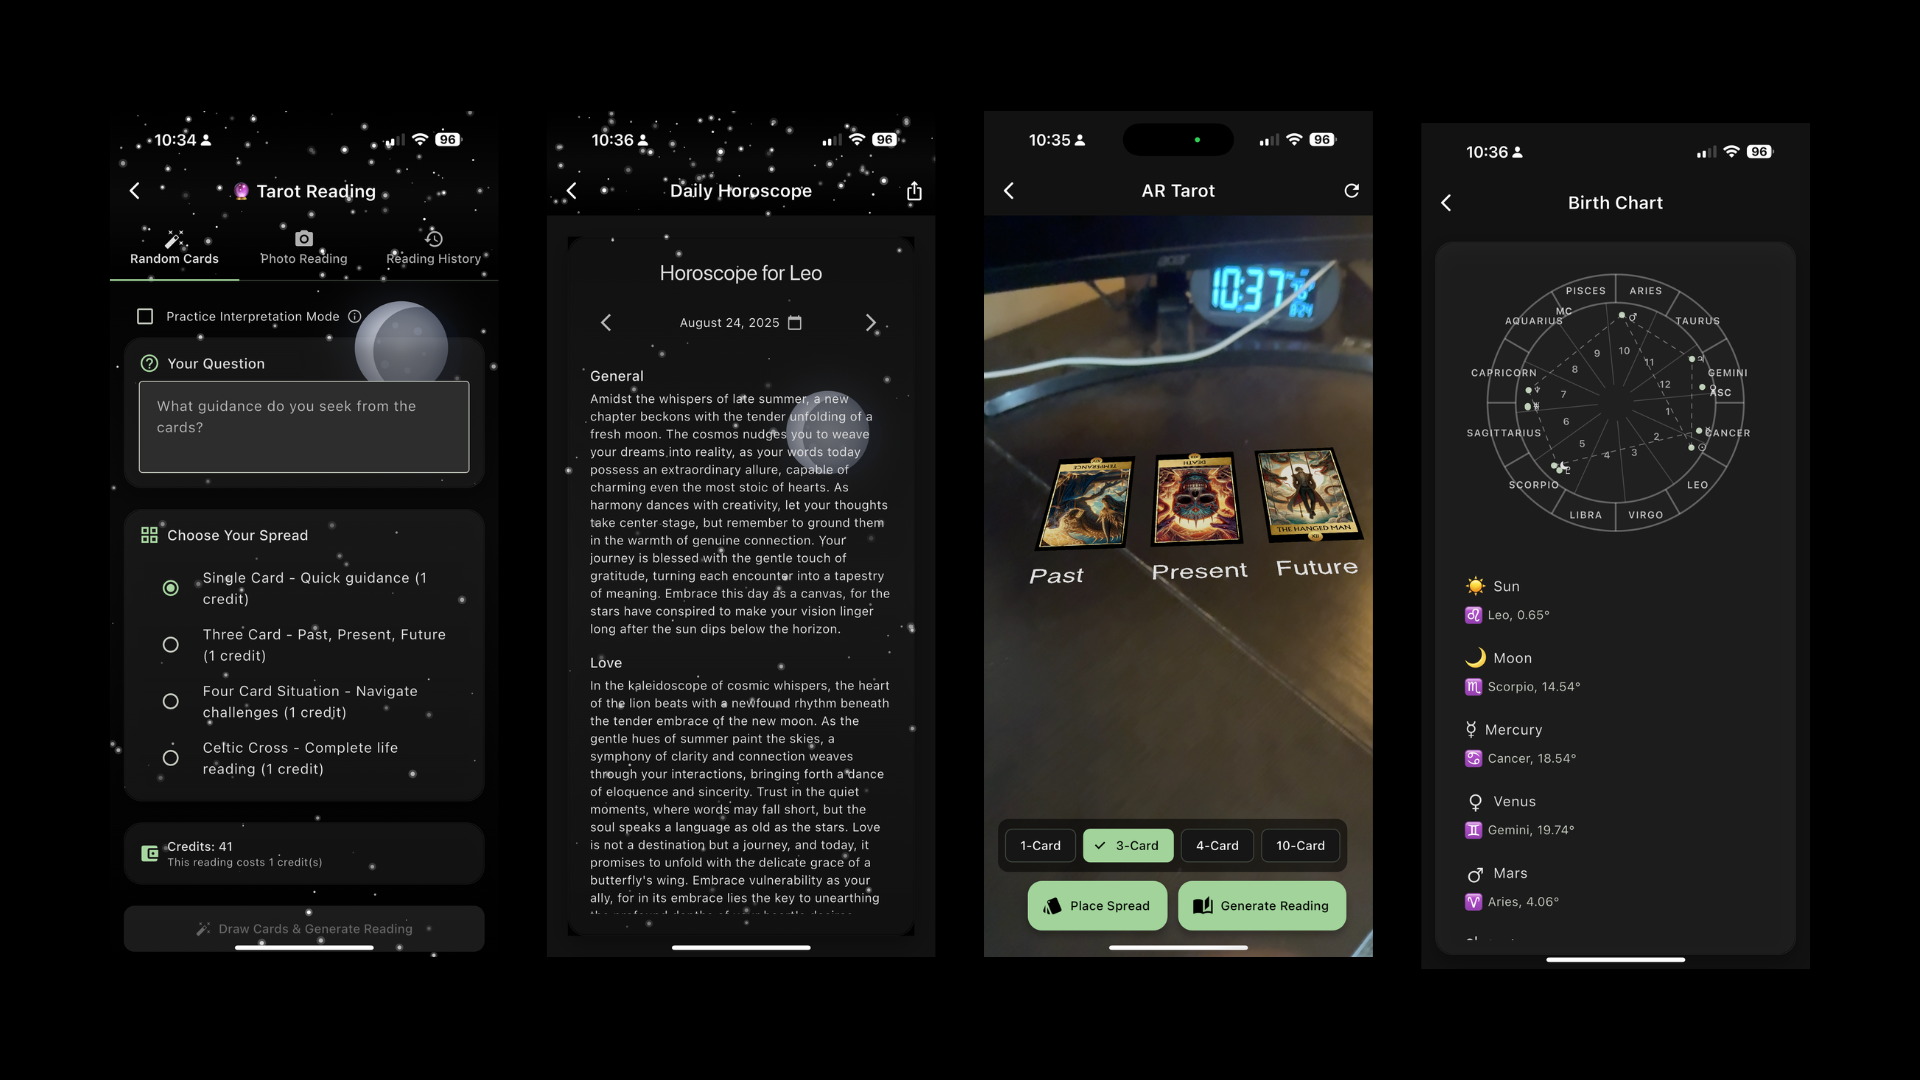 10:34
96
Tarot Reading
Random Cards
Photo Reading
Reading History
Practice Interpretation Mode
Your Question
What guidance do you seek from the
cards?
Choose Your Spread
Single Card - Quick guidance (1
credit)
Three Card - Past, Present, Future
(1 credit)
Four Card Situation - Navigate
challenges (1 credit)
Celtic Cross - Complete life
reading (1 credit)
Credits: 41
This reading costs 1 credit(s)
Draw Cards & Generate Reading
10:36
96
Daily Horoscope
Horoscope for Leo
August 24, 2025
General
Amidst the whispers of late summer, a new
chapter beckons with the tender unfolding of a
fresh moon. The cosmos nudges you to weave
your dreams into reality, as your words today
possess an extraordinary allure, capable of
charming even the most stoic of hearts. As
harmony dances with creativity, let your thoughts
take center stage, but remember to ground them
in the warmth of genuine connection. Your
journey is blessed with the gentle touch of
gratitude, turning each encounter into a tapestry
of meaning. Embrace this day as a canvas, for the
stars have conspired to make your vision linger
long after the sun dips below the horizon.
Love
In the kaleidoscope of cosmic whispers, the heart
of the lion beats with a newfound rhythm beneath
the tender embrace of the new moon. As the
gentle hues of summer paint the skies, a
symphony of clarity and connection weaves
through your interactions, bringing forth a dance
of eloquence and sincerity. Trust in the quiet
moments, where words may fall short, but the
soul speaks a language as old as the stars. Love
is not a destination but a journey, and today, it
promises to unfold with the delicate grace of a
butterfly's wing. Embrace vulnerability as your
ally, for in its embrace lies the key to unearthing
10:35
96
AR Tarot
acer
10:37
8/24
TEMPERANCE
DEATH
THE HANGED MAN
XII
Past
Present
Future
1-Card
3-Card
4-Card
10-Card
Place Spread
Generate Reading
10:36
96
Birth Chart
PISCES
ARIES
MC
AQUARIUS
TAURUS
9
10
11
CAPRICORN
8
GEMINI
12
7
ASC
1
6
SAGITTARIUS
2
CANCER
5
4
3
SCORPIO
LEO
LIBRA
VIRGO
Sun
Leo, 0.65°
Moon
Scorpio, 14.54°
Mercury
Cancer, 18.54°
Venus
Gemini, 19.74°
Mars
Aries, 4.06°